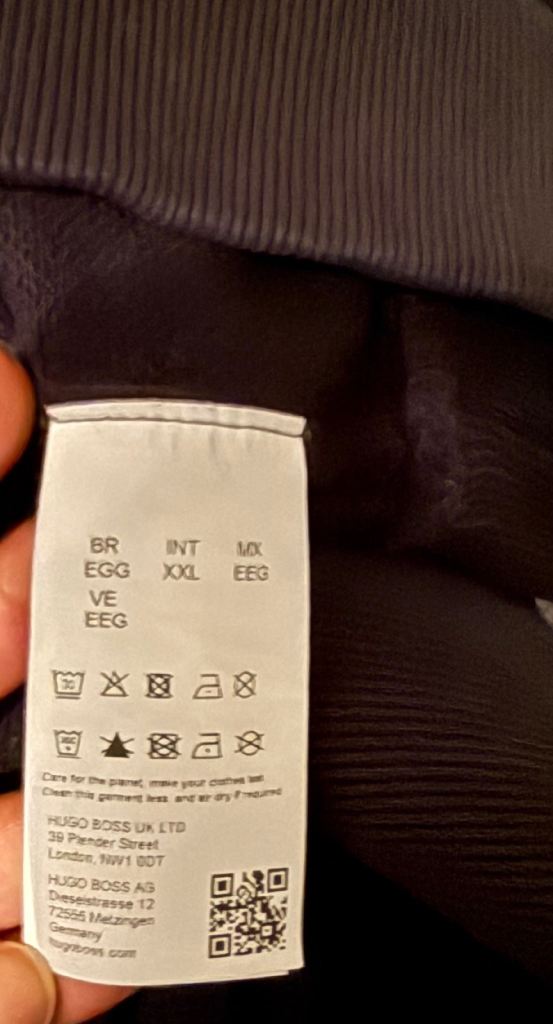 BR INT MX
EGG XXL EEG
VE
EEG
30
Care for the planet, make your clothes last
Clean this garment less and air dry if required
HUGO BOSS UK LTD
39 Plender Street
London, NW1 0DT
HUGO BOSS AG
Dieselstrasse 12
72555 Metzingen
Germany
hugoboss.com